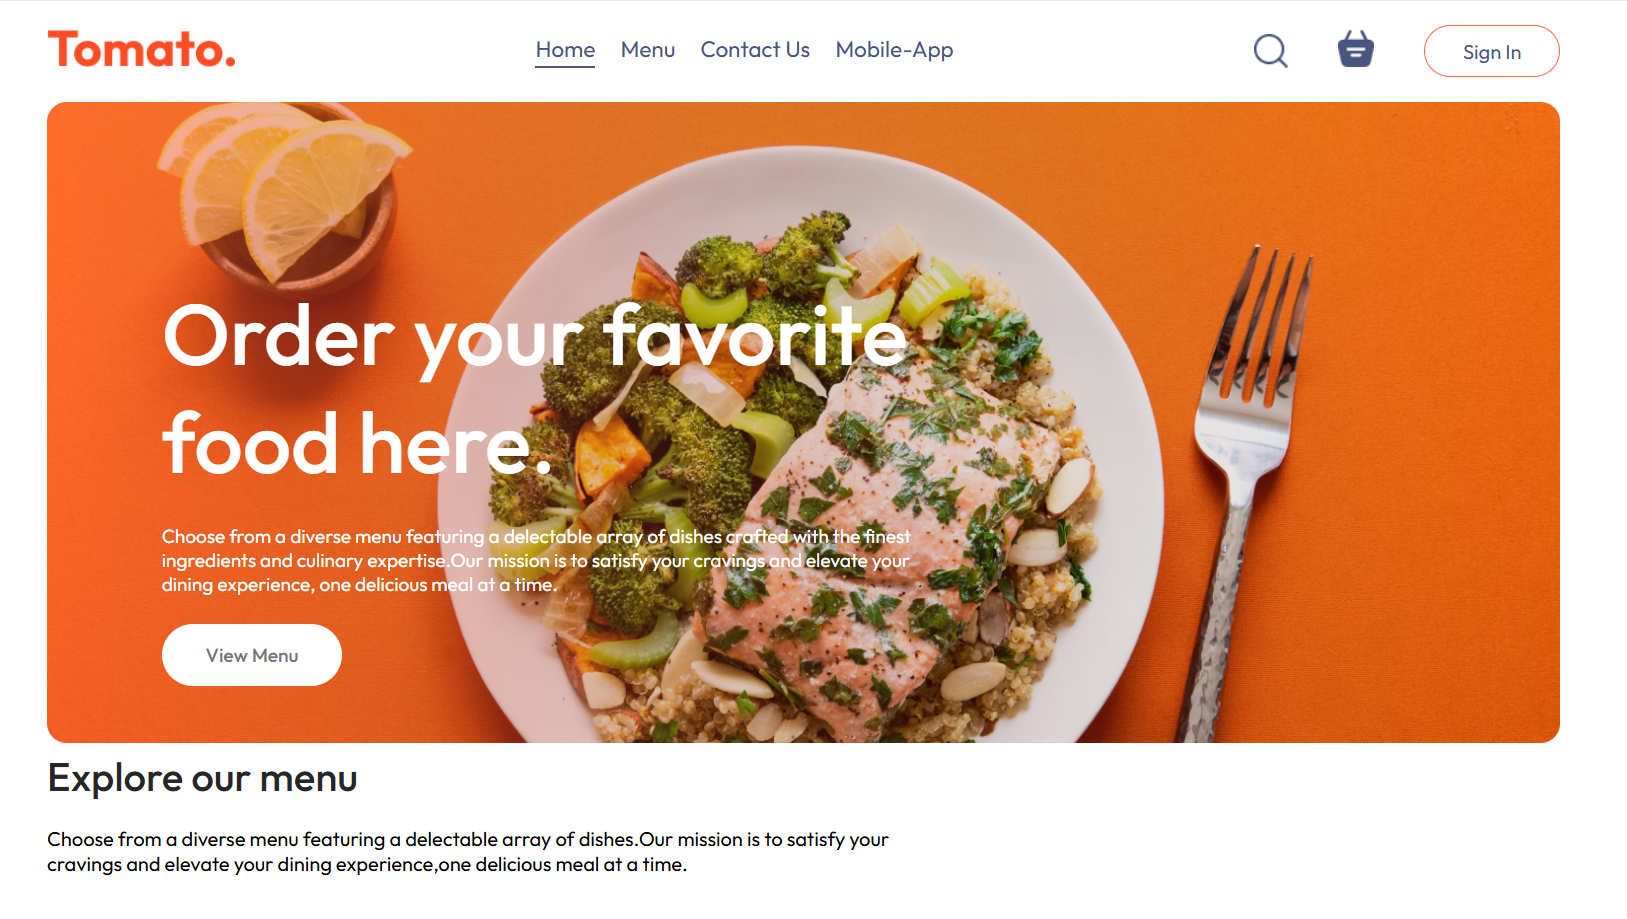 Tomato.
Home Menu Contact Us Mobile-App
Sign In
Order your favorite
food here.
Choose from a diverse menu featuring a delectable array of dishes crafted with the finest
ingredients and culinary expertise.Our mission is to satisfy your cravings and elevate your
dining experience, one delicious meal at a time.
View Menu
Explore our menu
Choose from a diverse menu featuring a delectable array of dishes.Our mission is to satisfy your
cravings and elevate your dining experience,one delicious meal at a time.